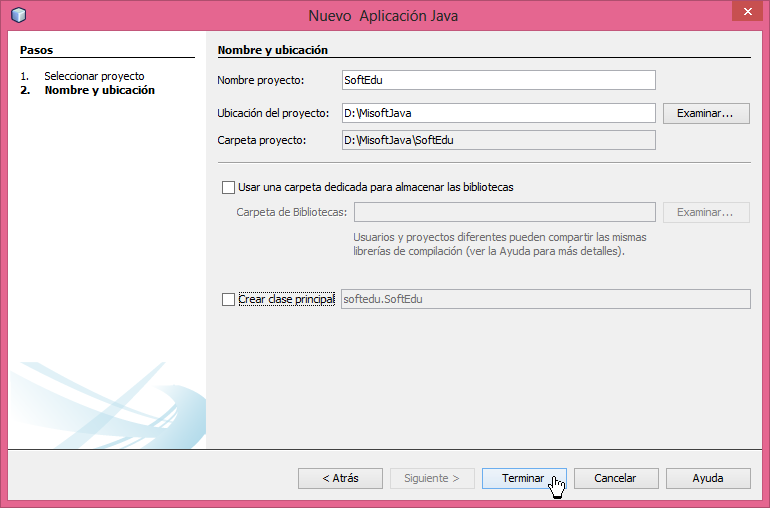 Nuevo Aplicación Java
Pasos
1. Seleccionar proyecto
2. Nombre y ubicación
Nombre y ubicación
Nombre proyecto: SoftEdu
Ubicación del proyecto: D:\MisoftJava Examinar...
Carpeta proyecto: D:\MisoftJava\SoftEdu
Usar una carpeta dedicada para almacenar las bibliotecas
Carpeta de Bibliotecas: Examinar...
Usuarios y proyectos diferentes pueden compartir las mismas
librerías de compilación (ver la Ayuda para más detalles).
Crear clase principal softedu.SoftEdu
< Atrás Siguiente > Terminar Cancelar Ayuda